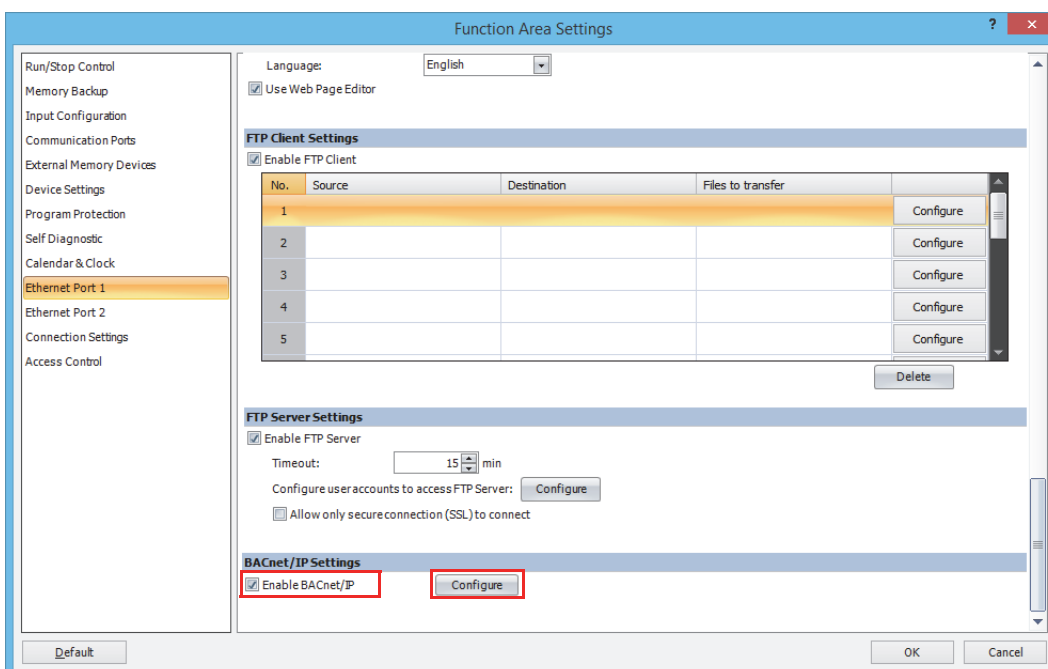 Function Area Settings
?
Run/Stop Control
Memory Backup
Input Configuration
Communication Ports
External Memory Devices
Device Settings
Program Protection
Self Diagnostic
Calendar & Clock
Ethernet Port 1
Ethernet Port 2
Connection Settings
Access Control
Language: English
Use Web Page Editor
FTP Client Settings
Enable FTP Client
No. Source Destination Files to transfer
1 Configure
2 Configure
3 Configure
4 Configure
5 Configure
Delete
FTP Server Settings
Enable FTP Server
Timeout: 15 min
Configure user accounts to access FTP Server: Configure
Allow only secure connection (SSL) to connect
BACnet/IP Settings
Enable BACnet/IP Configure
Default OK Cancel